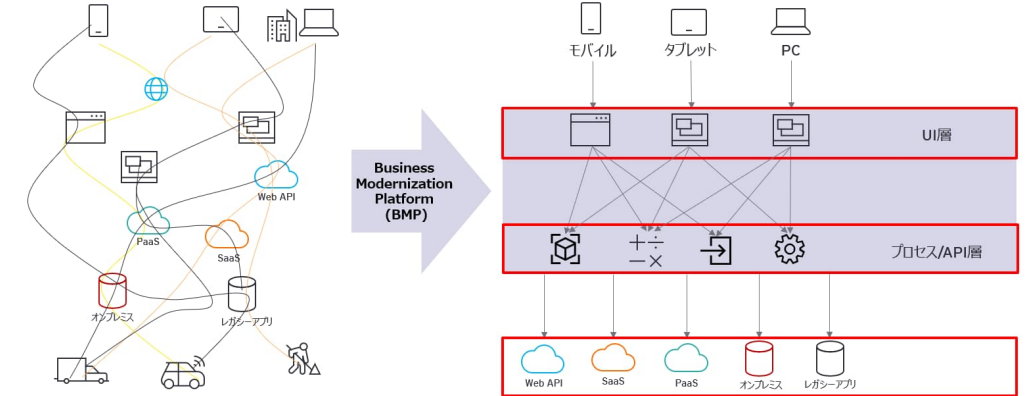 Web API
PaaS
SaaS
オンプレミス
レガシーアプリ
Business
Modernization
Platform
(BMP)
モバイル
タブレット
PC
UI層
プロセス/API層
Web API
SaaS
PaaS
オンプレミス
レガシーアプリ